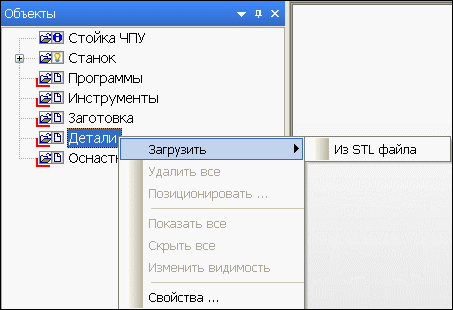 Объекты
Стойка ЧПУ
Станок
Программы
Инструменты
Заготовка
Детали
Оснастк
Загрузить
Из STL файла
Удалить все
Позиционировать ...
Показать все
Скрыть все
Изменить видимость
Свойства ...